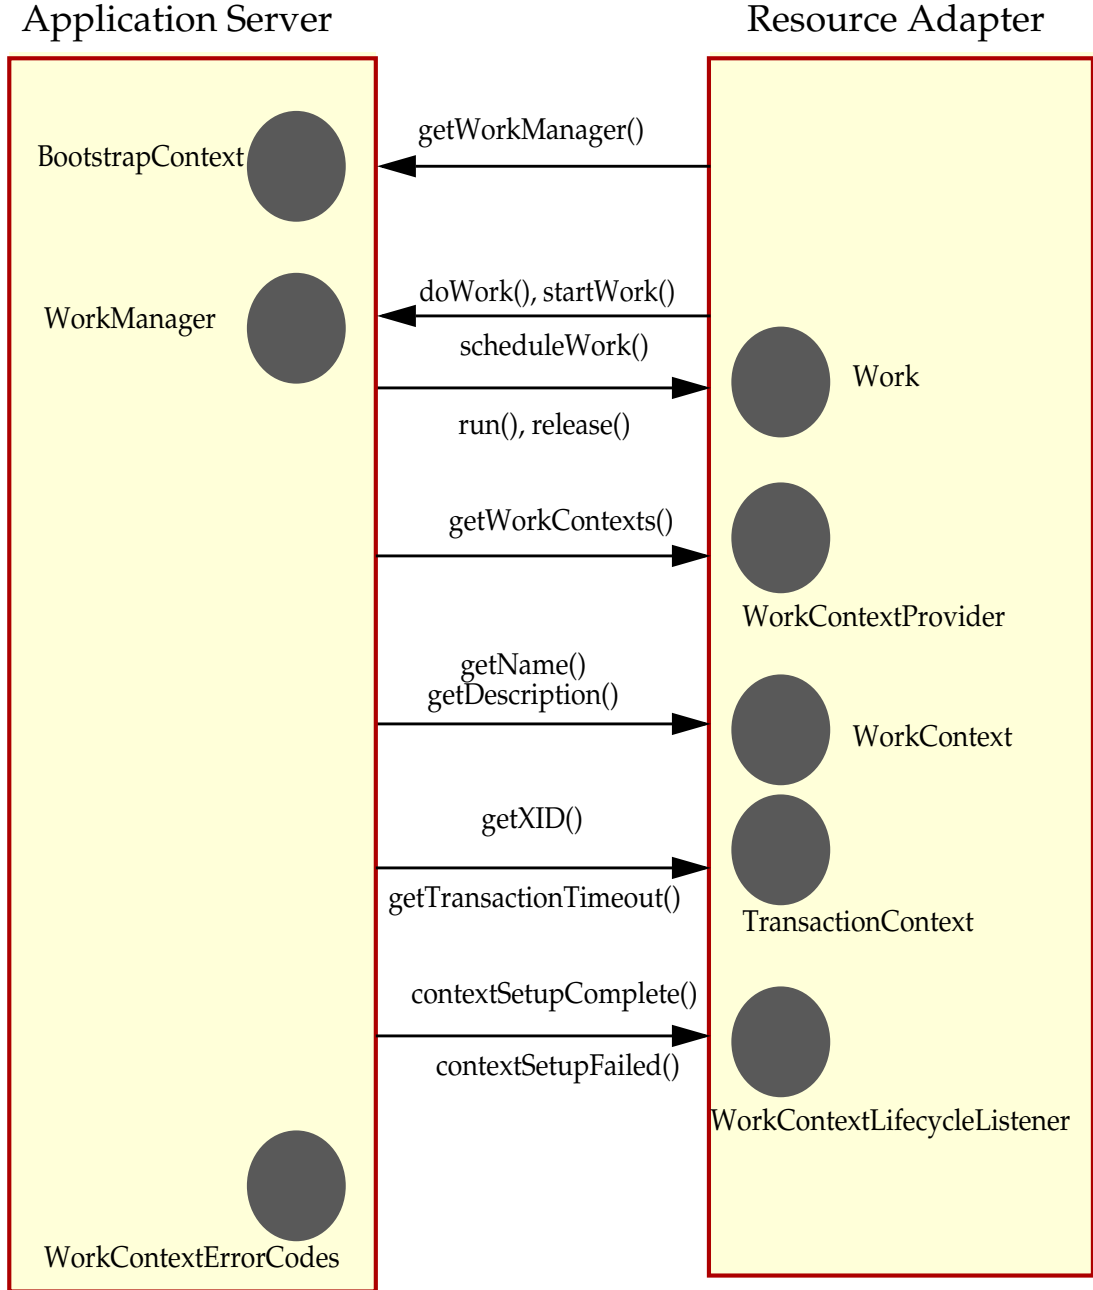 Application Server
Resource Adapter
getWorkManager()
BootstrapContext
doWork(), startWork()
WorkManager
scheduleWork()
Work
run(), release()
getWorkContexts()
WorkContextProvider
getName()
getDescription()
WorkContext
getXID()
getTransactionTimeout()
TransactionContext
contextSetupComplete()
contextSetupFailed()
WorkContextLifecycleListener
WorkContextErrorCodes